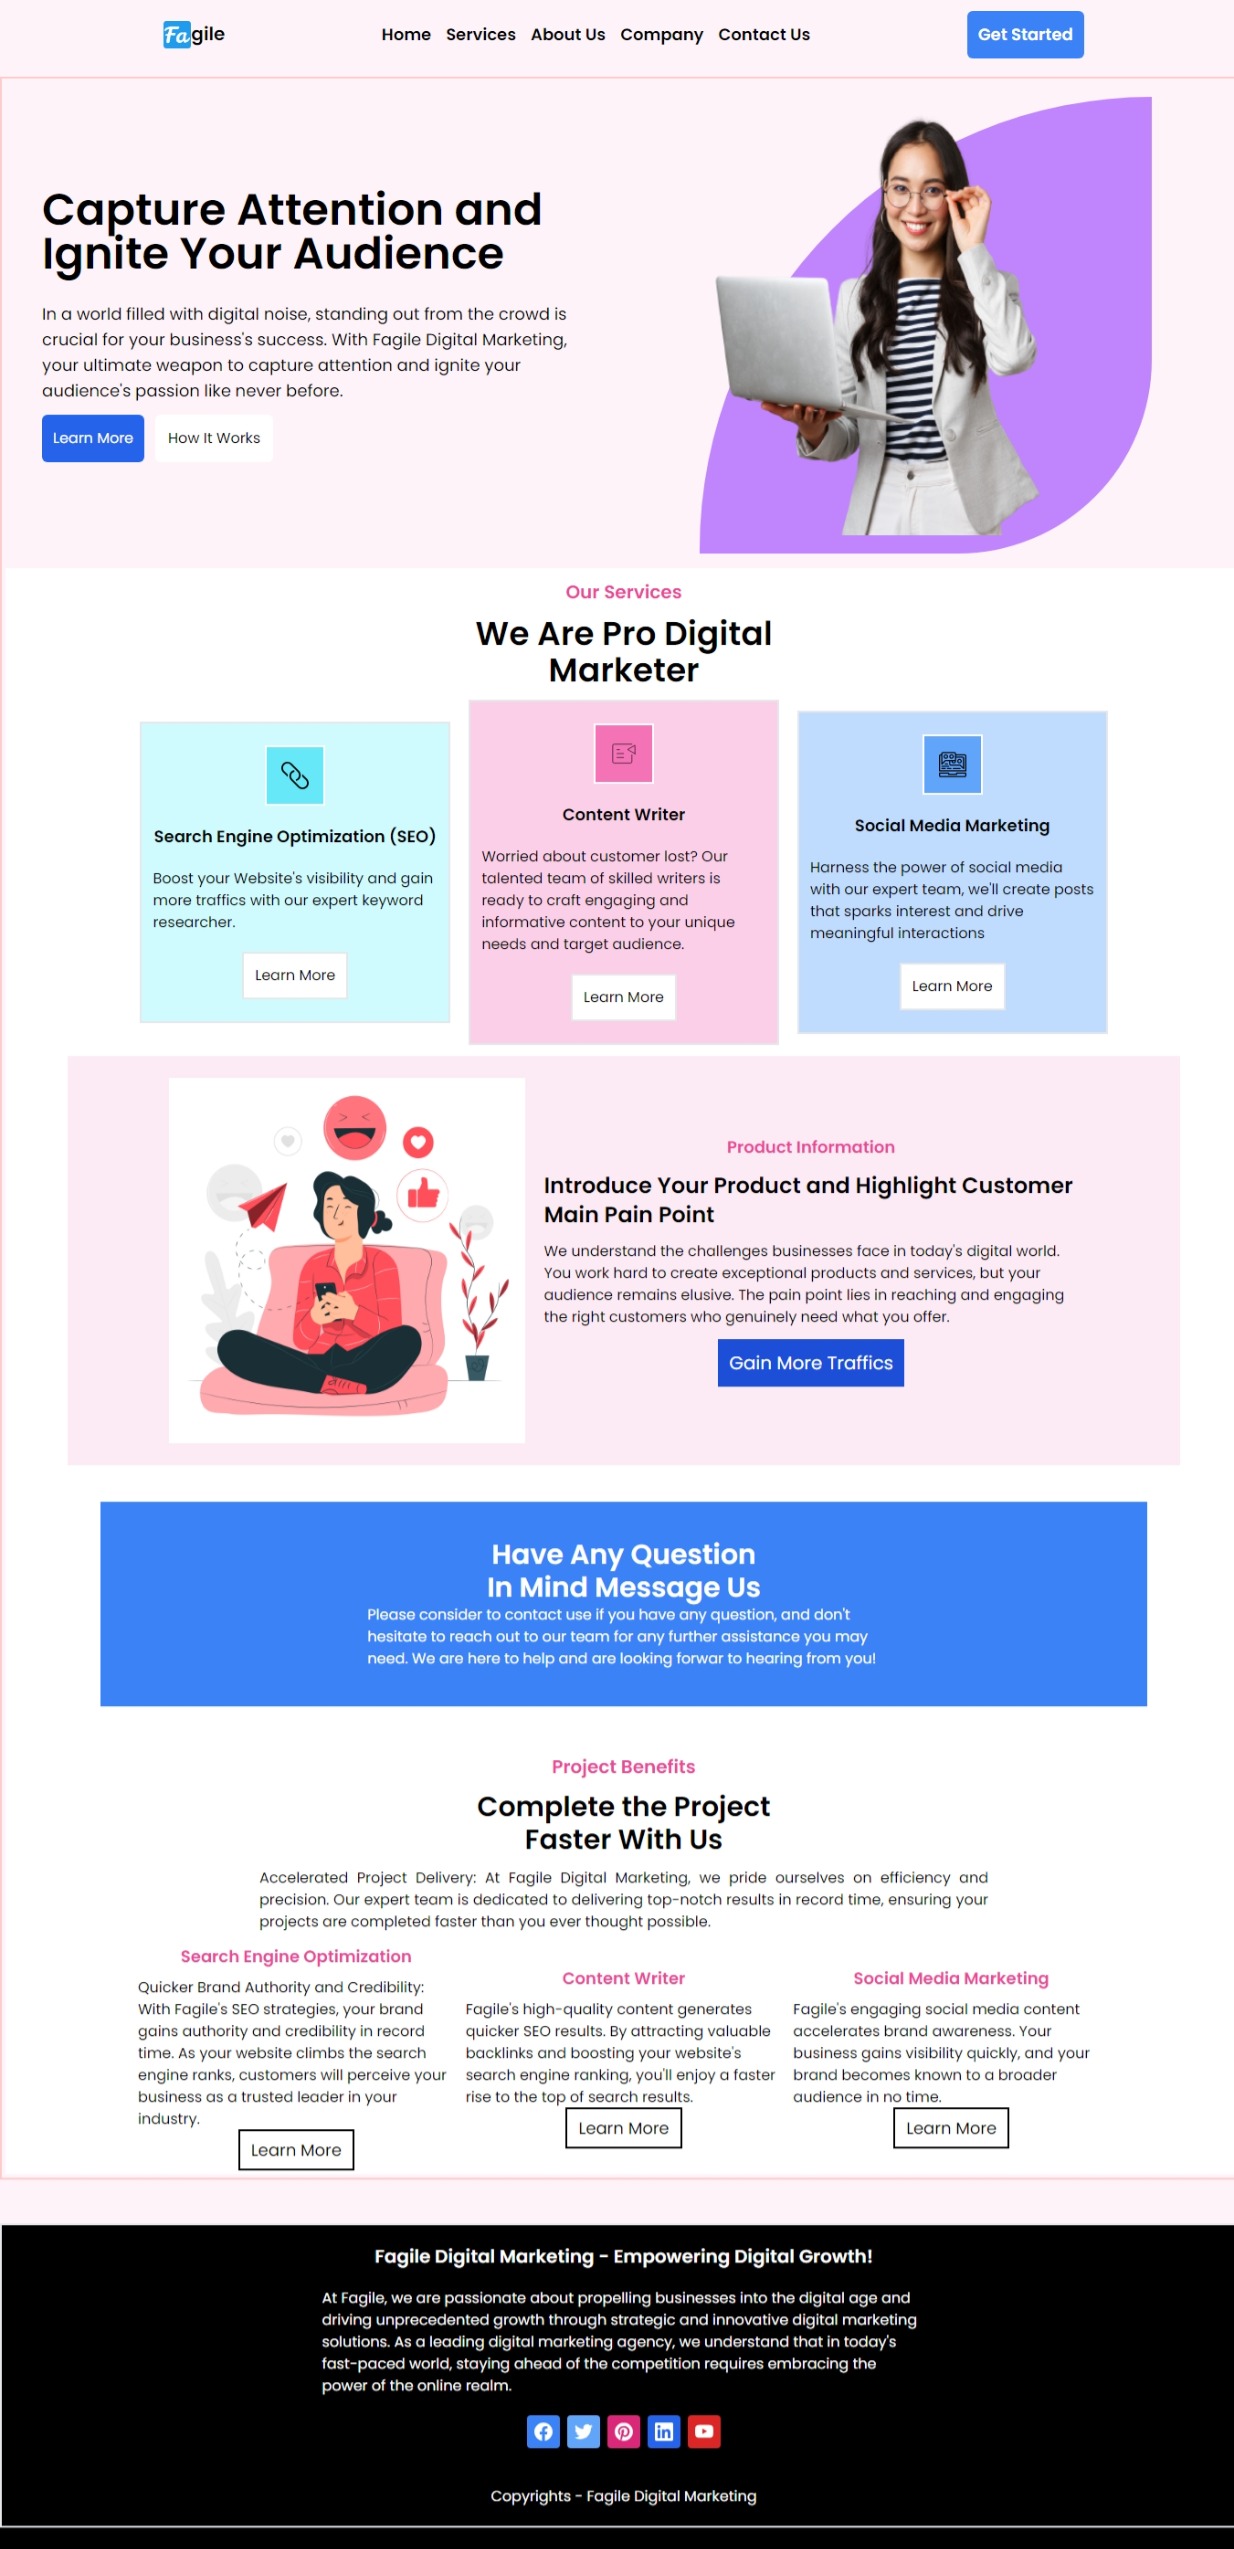 Fagile
Home Services About Us Company Contact Us
Get Started
Capture Attention and
Ignite Your Audience
In a world filled with digital noise, standing out from the crowd is
crucial for your business's success. With Fagile Digital Marketing,
your ultimate weapon to capture attention and ignite your
audience's passion like never before.
Learn More
How It Works
Our Services
We Are Pro Digital
Marketer
Search Engine Optimization (SEO)
Boost your Website's visibility and gain
more traffics with our expert keyword
researcher.
Learn More
Content Writer
Worried about customer lost? Our
talented team of skilled writers is
ready to craft engaging and
informative content to your unique
needs and target audience.
Learn More
Social Media Marketing
Harness the power of social media
with our expert team, we'll create posts
that sparks interest and drive
meaningful interactions
Learn More
Product Information
Introduce Your Product and Highlight Customer
Main Pain Point
We understand the challenges businesses face in today's digital world.
You work hard to create exceptional products and services, but your
audience remains elusive. The pain point lies in reaching and engaging
the right customers who genuinely need what you offer.
Gain More Traffics
Have Any Question
In Mind Message Us
Please consider to contact use if you have any question, and don't
hesitate to reach out to our team for any further assistance you may
need. We are here to help and are looking forwar to hearing from you!
Project Benefits
Complete the Project
Faster With Us
Accelerated Project Delivery: At Fagile Digital Marketing, we pride ourselves on efficiency and
precision. Our expert team is dedicated to delivering top-notch results in record time, ensuring your
projects are completed faster than you ever thought possible.
Search Engine Optimization
Quicker Brand Authority and Credibility:
With Fagile's SEO strategies, your brand
gains authority and credibility in record
time. As your website climbs the search
engine ranks, customers will perceive your
business as a trusted leader in your
industry.
Learn More
Content Writer
Fagile's high-quality content generates
quicker SEO results. By attracting valuable
backlinks and boosting your website's
search engine ranking, you'll enjoy a faster
rise to the top of search results.
Learn More
Social Media Marketing
Fagile's engaging social media content
accelerates brand awareness. Your
business gains visibility quickly, and your
brand becomes known to a broader
audience in no time.
Learn More
Fagile Digital Marketing - Empowering Digital Growth!
At Fagile, we are passionate about propelling businesses into the digital age and
driving unprecedented growth through strategic and innovative digital marketing
solutions. As a leading digital marketing agency, we understand that in today's
fast-paced world, staying ahead of the competition requires embracing the
power of the online realm.
Copyrights - Fagile Digital Marketing